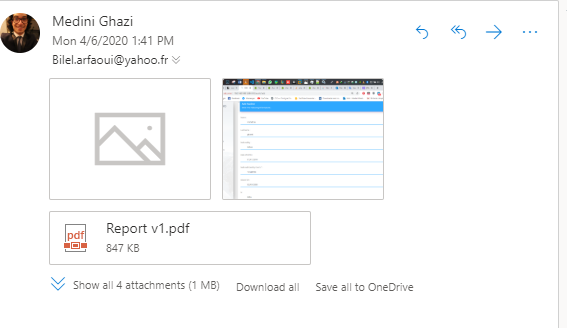 Medini Ghazi
Mon 4/6/2020 1:41 PM
Bilel.arfaoui@yahoo.fr
pdf
Report v1.pdf
847 KB
Show all 4 attachments (1 MB) Download all Save all to OneDrive